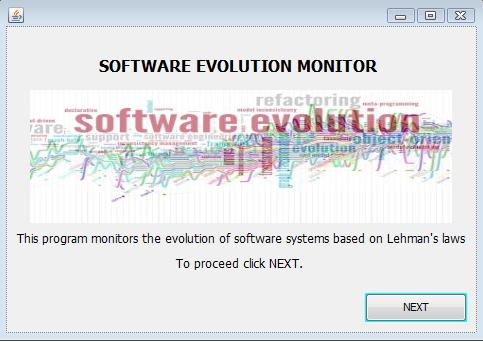 SOFTWARE EVOLUTION MONITOR
refactoring
declarative
model inconsistency
meta-programming
software evolution
support
software engineering
object-orien
inconsistency management
evolution
This program monitors the evolution of software systems based on Lehman's laws
To proceed click NEXT.
NEXT